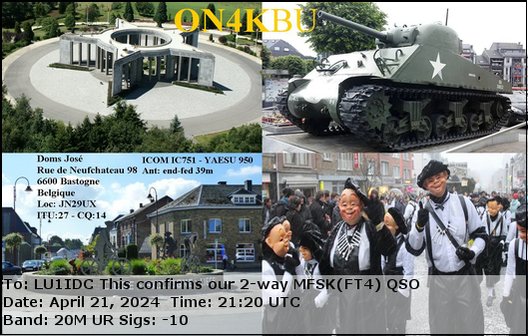 ON4KBU
Doms José
Rue de Neufchateau 98
6600 Bastogne
Belgique
Loc: JN29UX
ITU:27 - CQ:14
ICOM IC751 - YAESU 950
Ant: end-fed 39m
To: LU1IDC This confirms our 2-way MFSK(FT4) QSO
Date: April 21, 2024 Time: 21:20 UTC
Band: 20M UR Sigs: -10